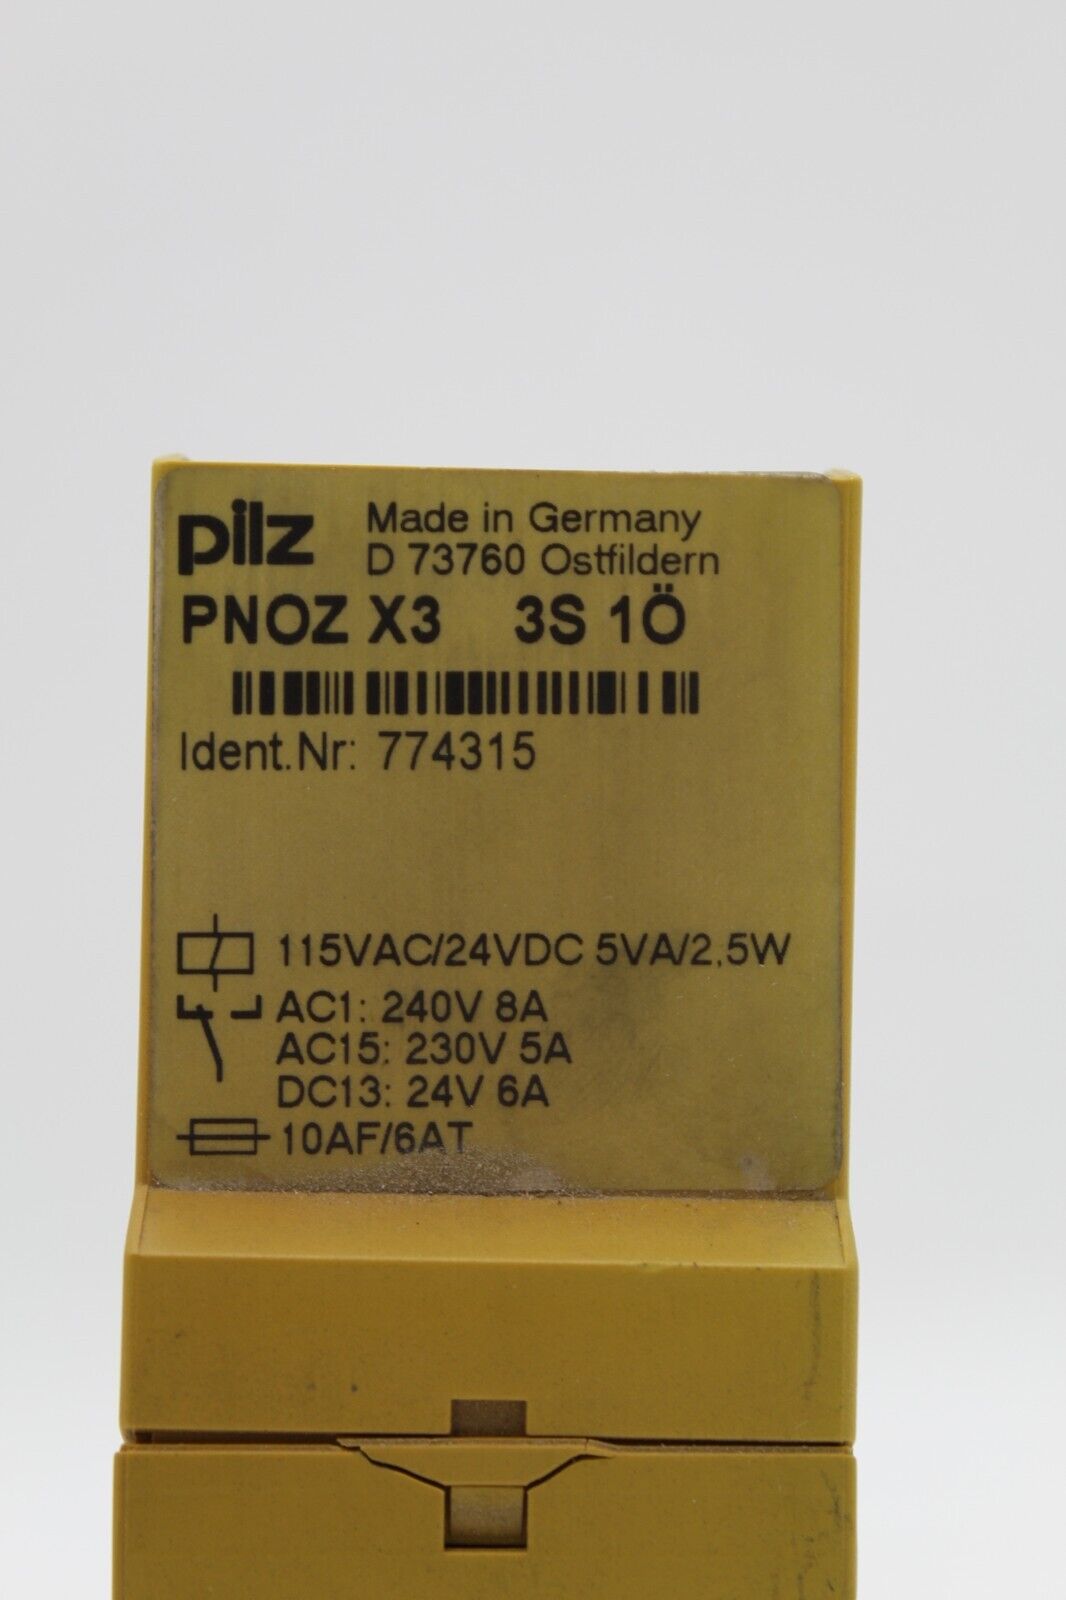 pilz Made in Germany
D 73760 Ostfildern
PNOZ X3 3S 1Ö
Ident.Nr: 774315
115VAC/24VDC 5VA/2,5W
AC1: 240V 8A
AC15: 230V 5A
DC13: 24V 6A
10AF/6AT